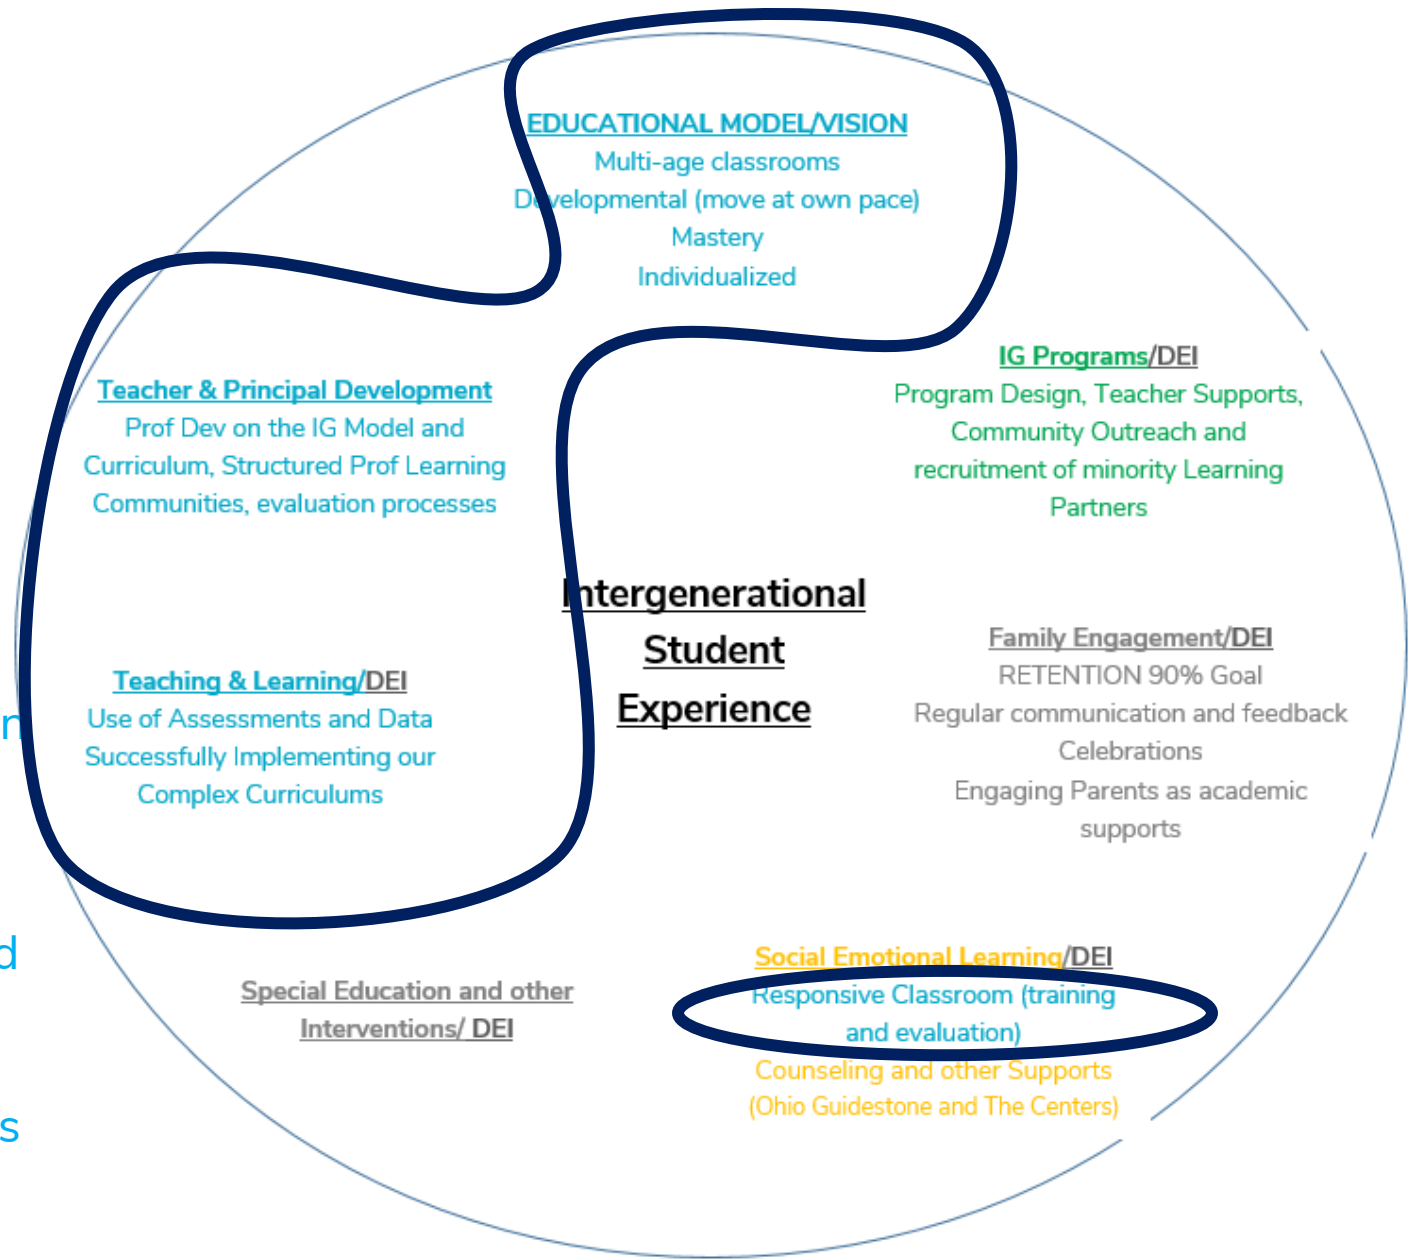 EDUCATIONAL MODEL/VISION
Multi-age classrooms
Developmental (move at own pace)
Mastery
Individualized
Teacher & Principal Development
Prof Dev on the IG Model and
Curriculum, Structured Prof Learning
Communities, evaluation processes
IG Programs/DEI
Program Design, Teacher Supports,
Community Outreach and
recruitment of minority Learning
Partners
Intergenerational
Student
Experience
Teaching & Learning/DEI
Use of Assessments and Data
Successfully Implementing our
Complex Curriculums
Family Engagement/DEI
RETENTION 90% Goal
Regular communication and feedback
Celebrations
Engaging Parents as academic
supports
Special Education and other
Interventions/ DEI
Social Emotional Learning/DEI
Responsive Classroom (training
and evaluation)
Counseling and other Supports
(Ohio Guidestone and The Centers)